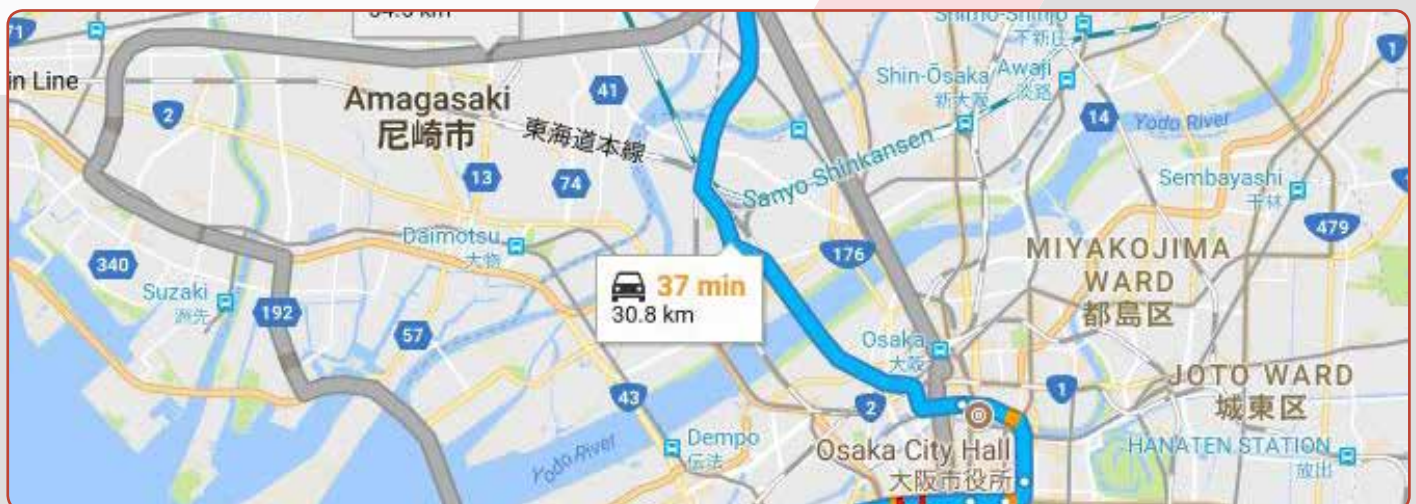 71
in Line
2
Amagasaki
尼崎市
41
東海道本線
13
74
Shin-Ōsaka
新大阪
Awaji
淡路
14
1
Yodo River
Sanyo Shinkansen
Sembayashi
千林
479
Daimotsu
大物
340
Suzaki
洲先
192
57
37 min
30.8 km
176
MIYAKOJIMA
WARD
都島区
Osaka
大阪
43
2
1
JOTO WARD
城東区
Dempo
伝法
Yodo River
Osaka City Hall
大阪市役所
HANATEN STATION
放出